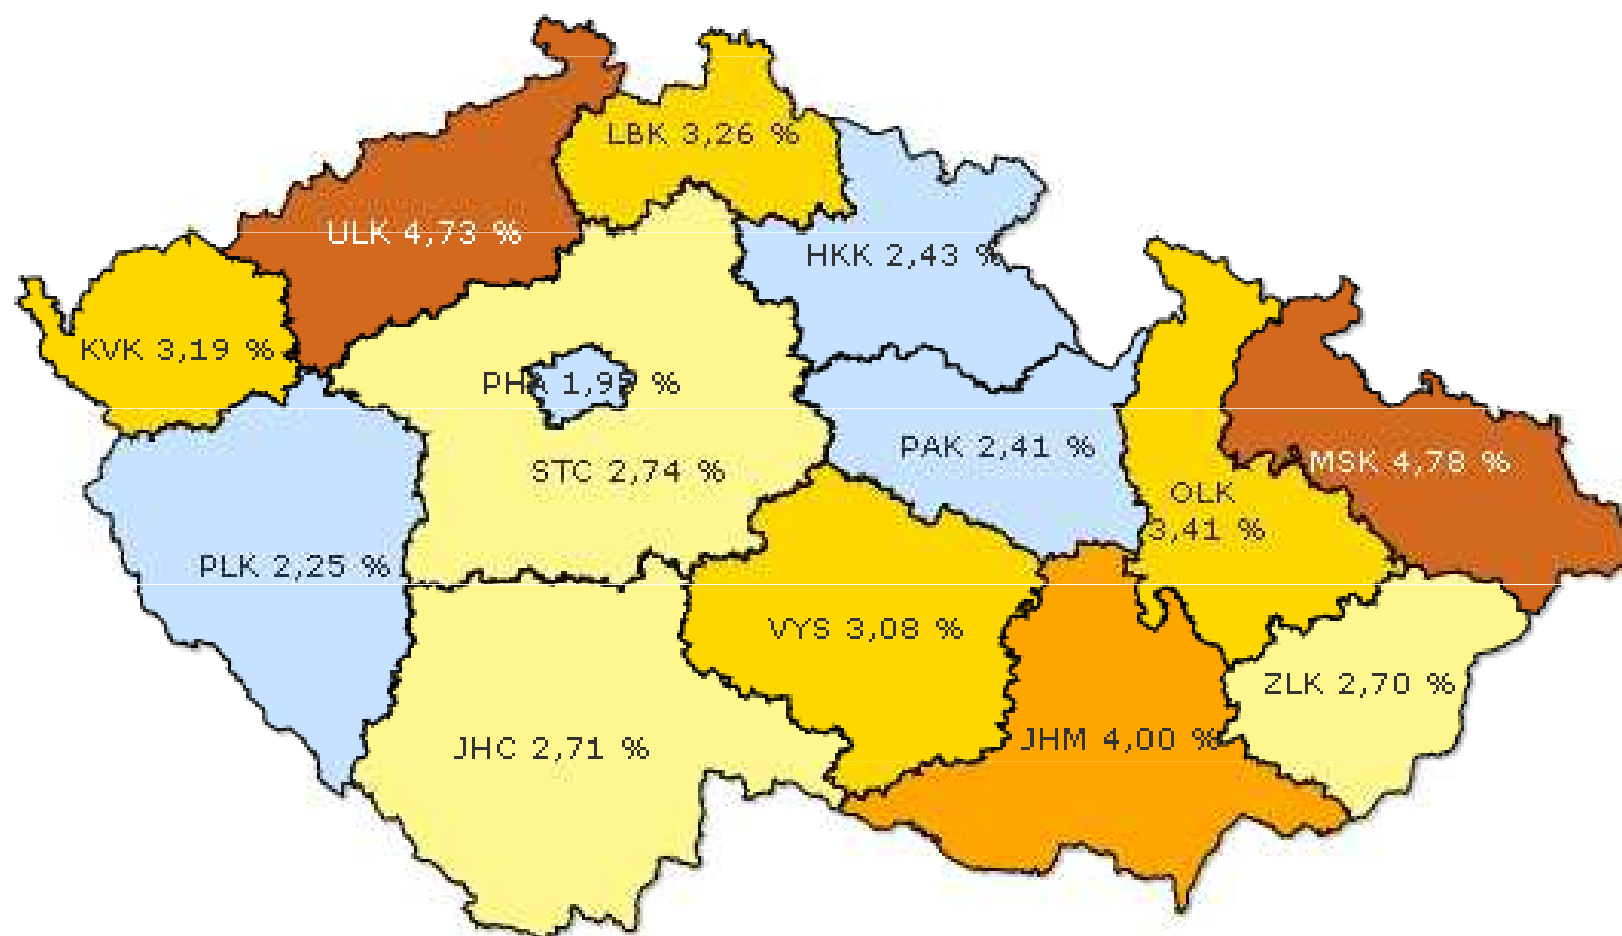 LBK 3,26 %
ULK 4,73 %
HKK 2,43 %
KVK 3,19 %
PHA %
PAK 2,41 %
STC 2,74 %
MSK 4,78 %
OLK
3,41 %
PLK 2,25 %
VYS 3,08 %
ZLK 2,70 %
JHC 2,71 %
JHM 4,00 %